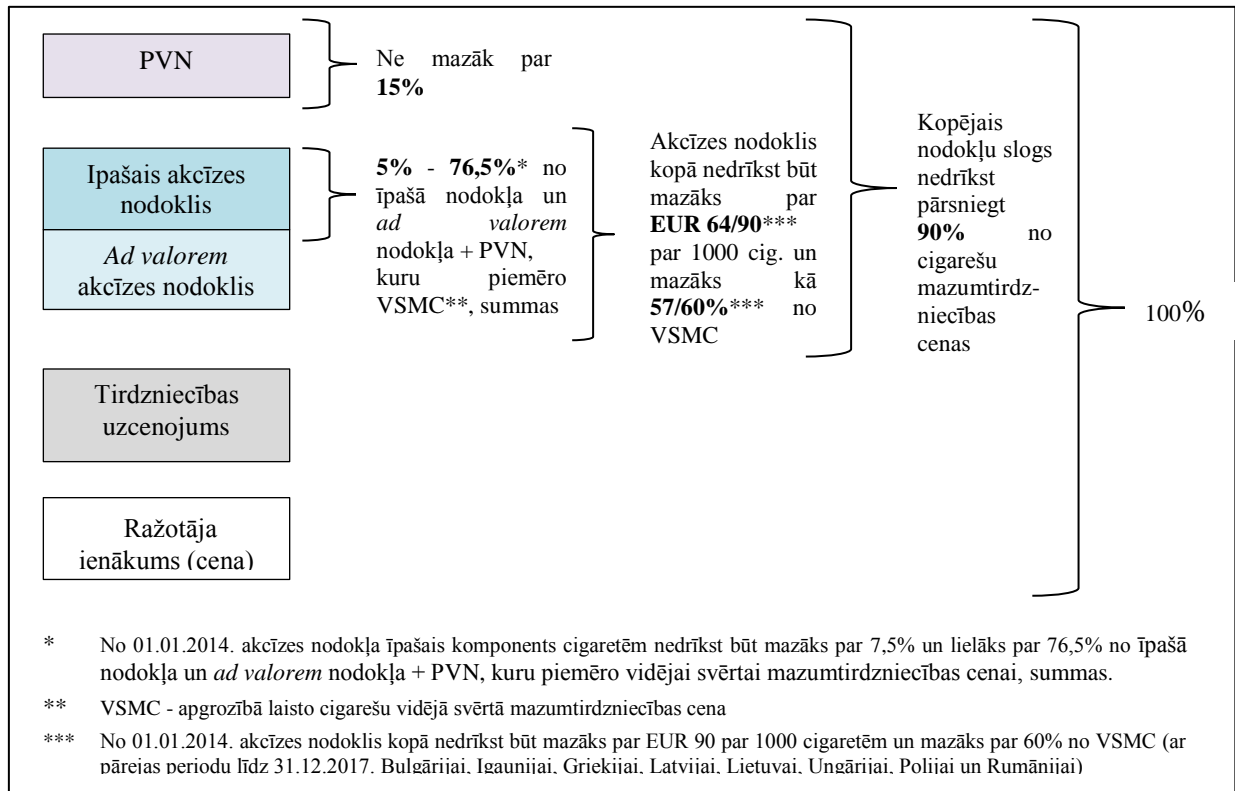 PVN
Ne mazāk par
15%
Ipašais akcīzes
nodoklis
Ad valorem
akcīzes nodoklis
5% - 76,5%* no
īpašā nodokļa un
ad valorem
nodokļa + PVN,
kuru piemēro
VSMC**, summas
Akcīzes nodoklis
kopā nedrīkst būt
mazāks par
EUR 64/90***
par 1000 cig. un
mazāks kā
57/60%*** no
VSMC
Kopējais
nodokļu slogs
nedrīkst
pārsniegt
90% no
cigarešu
mazumtirdz-
niecības
cenas
100%
Tirdzniecības
uzcenojums
Ražotāja
ienākums (cena)
* No 01.01.2014. akcīzes nodokļa īpašais komponents cigaretēm nedrīkst būt mazāks par 7,5% un lielāks par 76,5% no īpašā
nodokļa un ad valorem nodokļa + PVN, kuru piemēro vidējai svērtai mazumtirdzniecības cenai, summas.
** VSMC - apgrozībā laisto cigarešu vidējā svērtā mazumtirdzniecības cena
*** No 01.01.2014. akcīzes nodoklis kopā nedrīkst būt mazāks par EUR 90 par 1000 cigaretēm un mazāks par 60% no VSMC (ar
pārejas periodu līdz 31.12.2017. Bulgārijai, Igaunijai, Grieķijai, Latvijai, Lietuvai, Ungārijai, Polijai un Rumānijai)